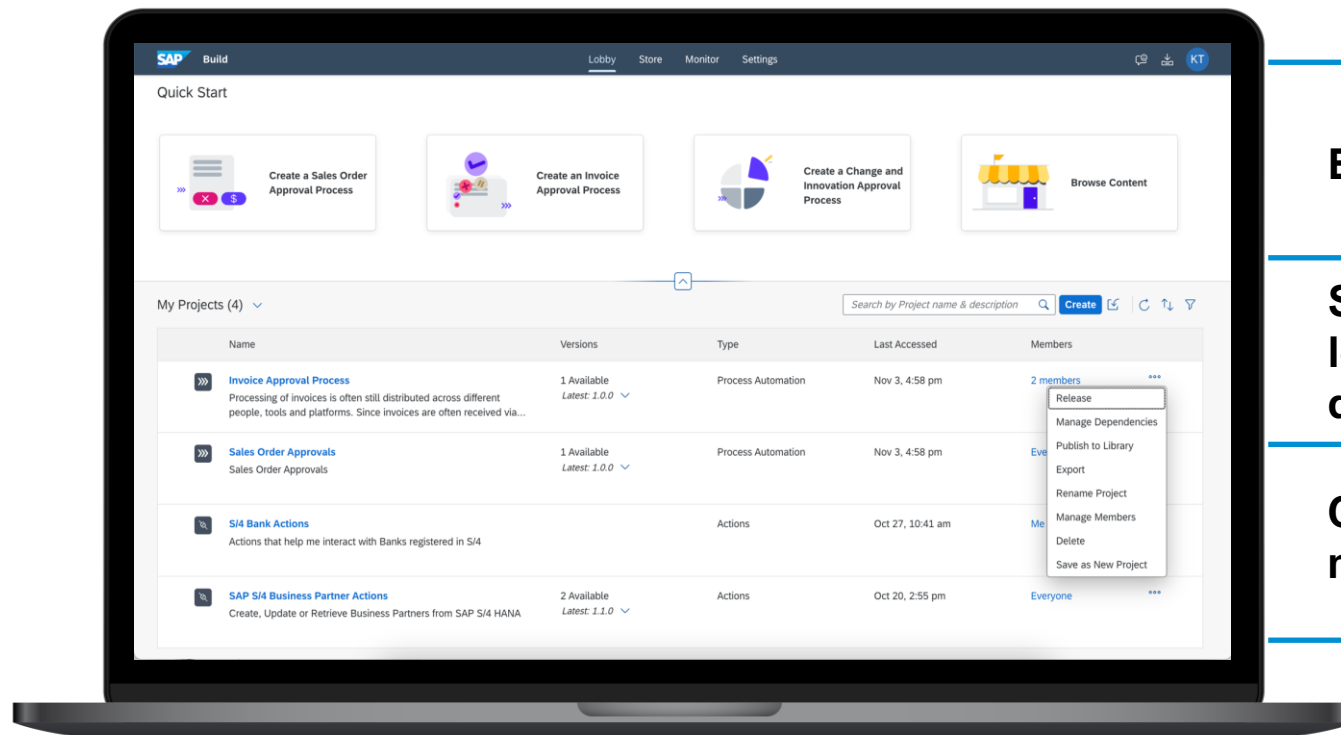 SAP Build Lobby Store Monitor Settings KT
Quick Start
Create a Sales Order
Approval Process
Create an Invoice
Approval Process
Create a Change and
Innovation Approval
Process
Browse Content
My Projects (4)
Search by Project name & description
Create
Name Versions Type Last Accessed Members
Invoice Approval Process 1 Available Process Automation Nov 3, 4:58 pm 2 members
Processing of invoices is often still distributed across different Latest: 1.0.0
people, tools and platforms. Since invoices are often received via...
Sales Order Approvals 1 Available Process Automation Nov 3, 4:58 pm
Sales Order Approvals Latest: 1.0.0
S/4 Bank Actions Actions Oct 27, 10:41 am Me
Actions that help me interact with Banks registered in S/4
SAP S/4 Business Partner Actions 2 Available Actions Oct 20, 2:55 pm Everyone
Create, Update or Retrieve Business Partners from SAP S/4 HANA Latest: 1.1.0
Release
Manage Dependencies
Publish to Library
Export
Rename Project
Manage Members
Delete
Save as New Project